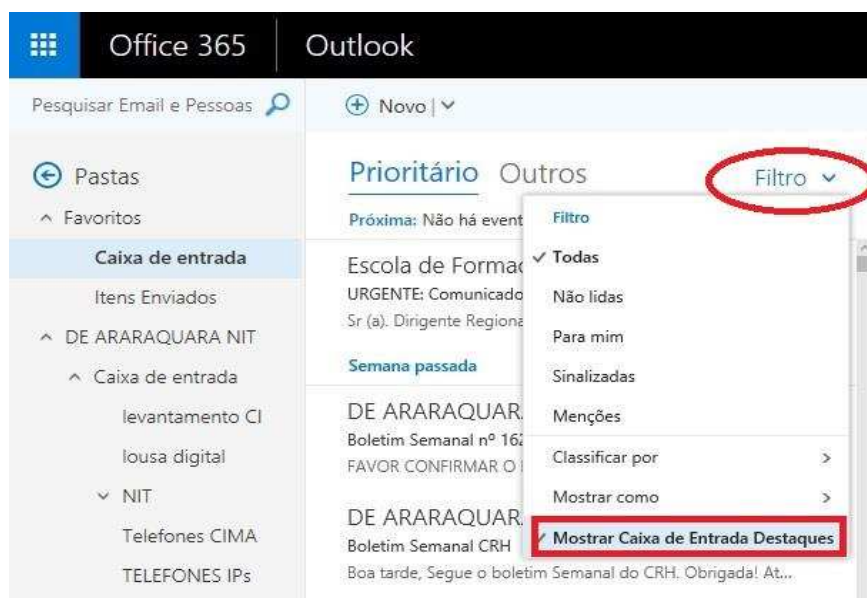 Office 365 Outlook
Pesquisar Email e Pessoas Novo
Pastas
Favoritos
Caixa de entrada
Itens Enviados
DE ARARAQUARA NIT
Caixa de entrada
levantamento CI
lousa digital
NIT
Telefones CIMA
TELEFONES IPs
Prioritário Outros Filtro
Próxima: Não há event
Escola de Formaç
URGENTE: Comunicado
Sr (a). Dirigente Regiona
Semana passada
DE ARARAQUAR
Boletim Semanal nº 162
FAVOR CONFIRMAR O
DE ARARAQUAR
Boletim Semanal CRH
Boa tarde, Segue o boletim Semanal do CRH. Obrigada! At...
Filtro
Todas
Não lidas
Para mim
Sinalizadas
Menções
Classificar por
Mostrar como
Mostrar Caixa de Entrada Destaques